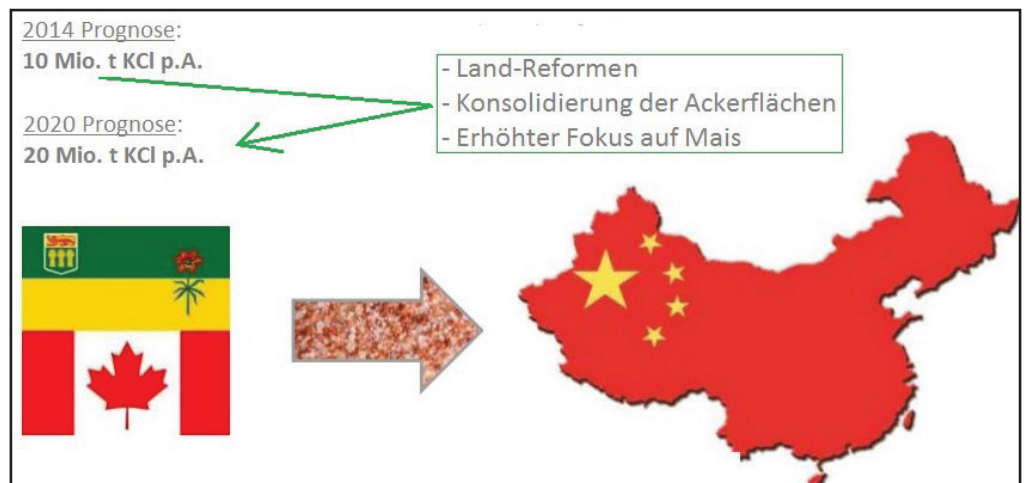 2014 Prognose:
10 Mio. t KCl p.A.
2020 Prognose:
20 Mio. t KCl p.A.
- Land-Reformen
- Konsolidierung der Ackerflächen
- Erhöhter Fokus auf Mais